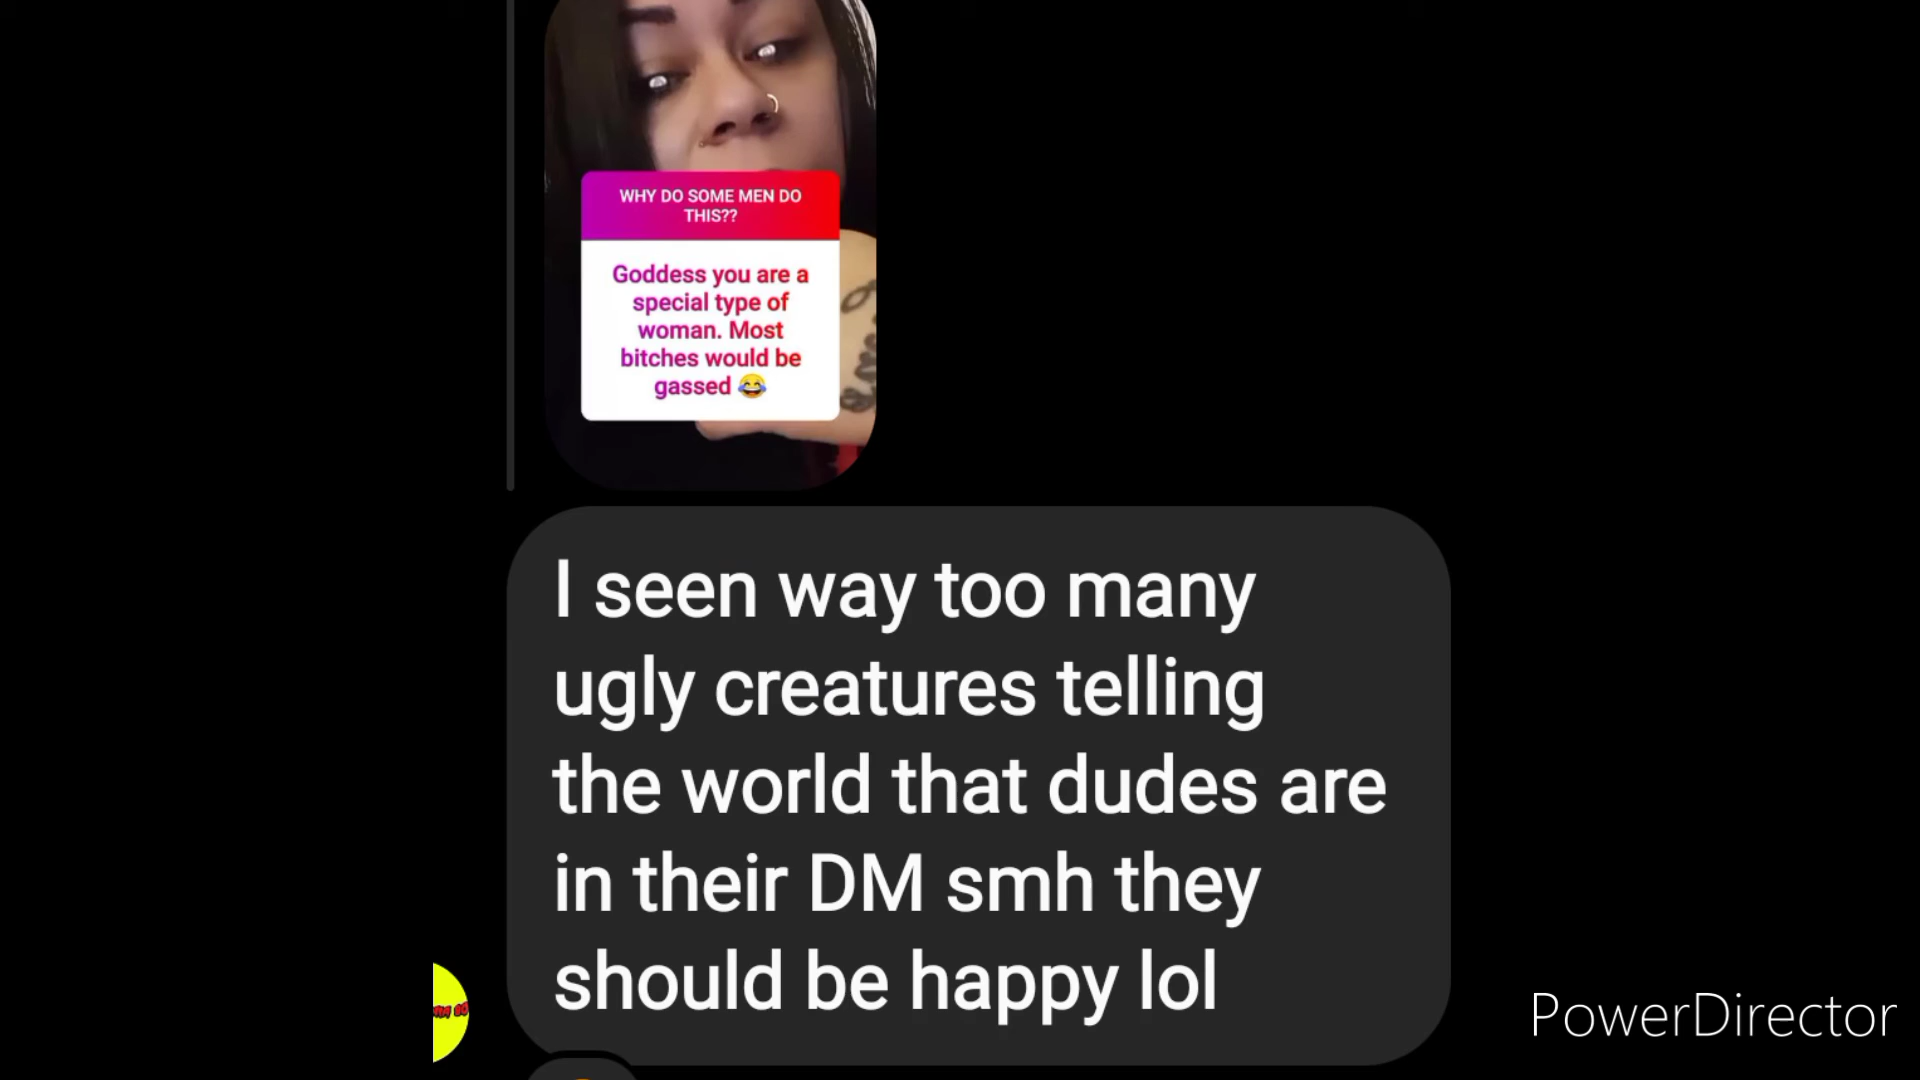 WHY DO SOME MEN DO
THIS??
Goddess you are a
special type of
woman. Most
bitches would be
gassed 😂
I seen way too many
ugly creatures telling
the world that dudes are
in their DM smh they
should be happy lol
PowerDirector